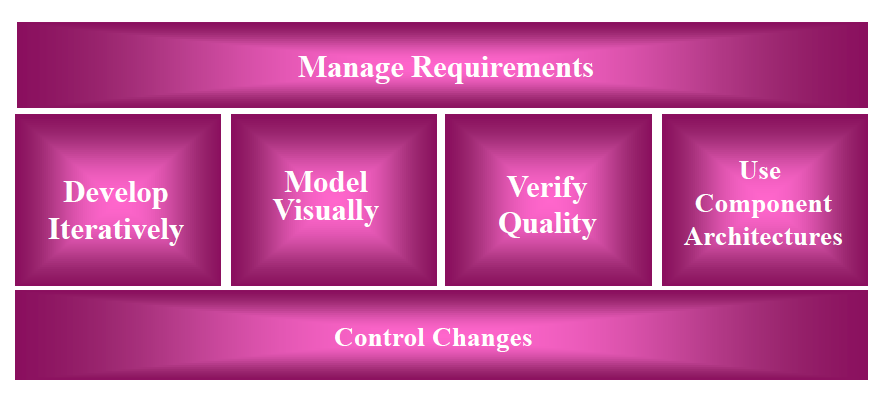 Manage Requirements
Develop
Iteratively
Model
Visually
Verify
Quality
Use
Component
Architectures
Control Changes